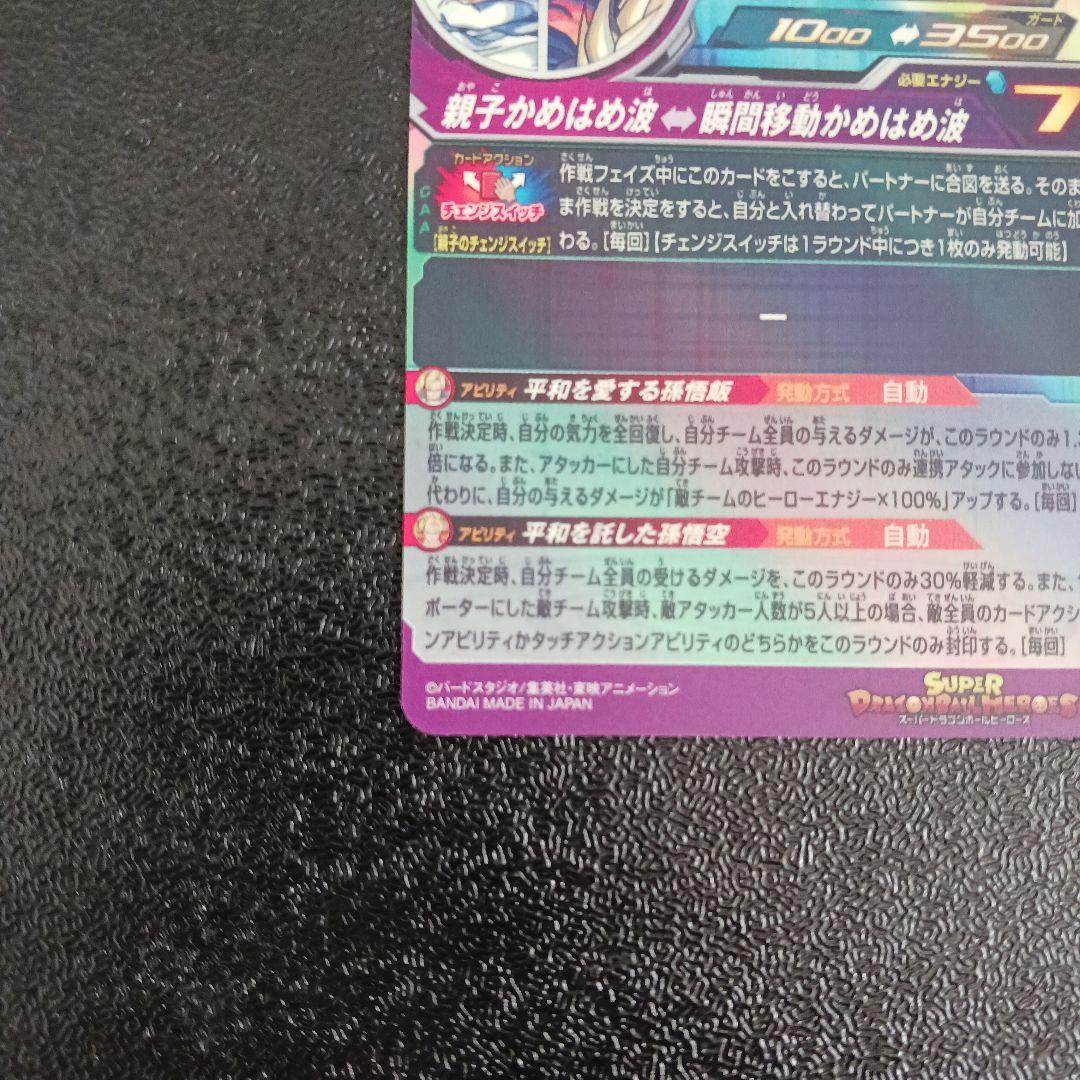 ガード
1000 ⇔ 3500
必要エナジー 7
親子かめはめ波⇔瞬間移動かめはめ波
カードアクション
チェンジスイッチ
【親子のチェンジスイッチ】
CAA
作戦フェイズ中にこのカードをこすると、パートナーに合図を送る。そのま
ま作戦を決定をすると、自分と入れ替わってパートナーが自分チームに加
わる。[毎回]【チェンジスイッチは1ラウンド中につき1枚のみ発動可能】
ー
アビリティ 平和を愛する孫悟飯 発動方式 自動
作戦決定時、自分の気力を全回復し、自分チーム全員の与えるダメージが、このラウンドのみ1.
倍になる。また、アタッカーにした自分チーム攻撃時、このラウンドのみ連携アタックに参加しない
代わりに、自分の与えるダメージが「敵チームのヒーローエナジー×100%」アップする。[毎回]
アビリティ 平和を託した孫悟空 発動方式 自動
作戦決定時、自分チーム全員の受けるダメージを、このラウンドのみ30%軽減する。また、
ポーターにした敵チーム攻撃時、敵アタッカー人数が5人以上の場合、敵全員のカードアクシ
ンアビリティかタッチアクションアビリティのどちらかをこのラウンドのみ封印する。[毎回]
©バードスタジオ/集英社・東映アニメーション
BANDAI MADE IN JAPAN
SUPER
DRAGONBALL HEROES
スーパードラゴンボールヒーローズ